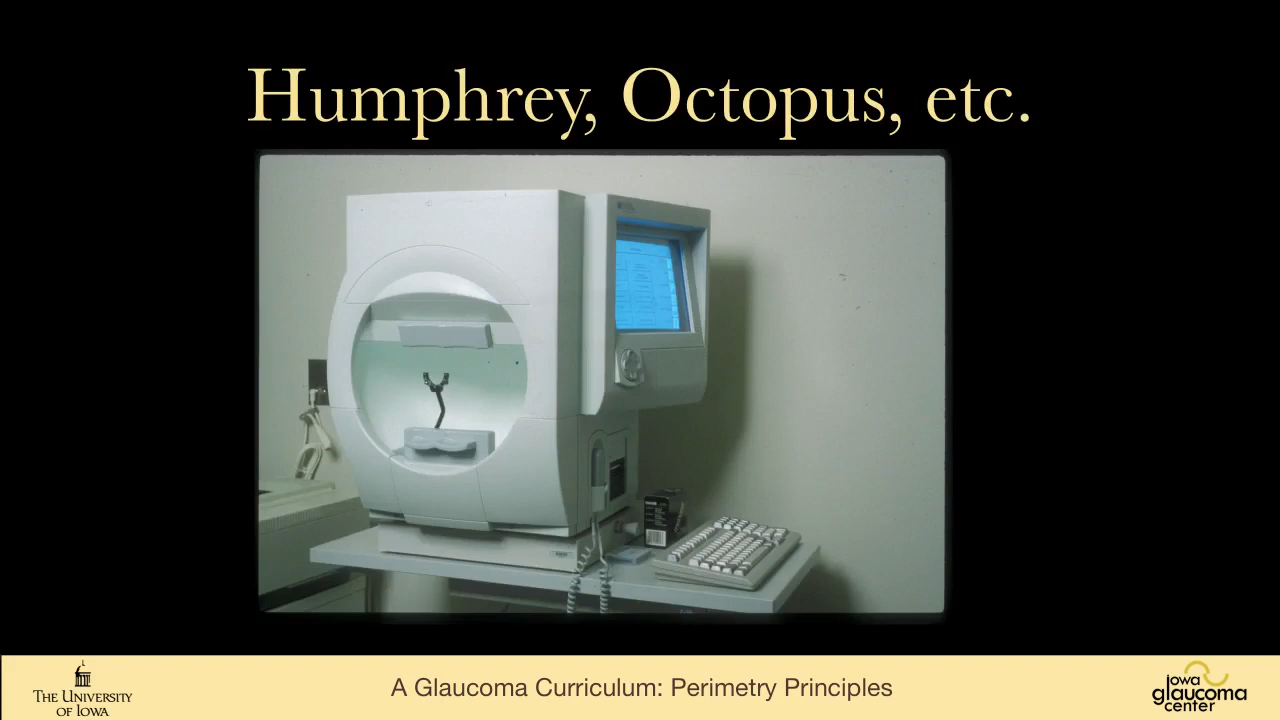 Humphrey, Octopus, etc.
THE UNIVERSITY
OF IOWA
A Glaucoma Curriculum: Perimetry Principles
Iowa
glaucoma
center